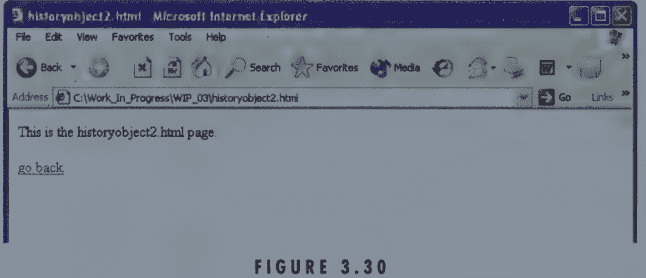 historyobject2.html Microsoft Internet Explorer
File Edit View Favorites Tools Help
Back Search Favorites Media W »
Address C:\Work_In_Progress\WIP_03\historyobject2.html Go Links »
This is the historyobject2.html page.
go back
FIGURE 3.30